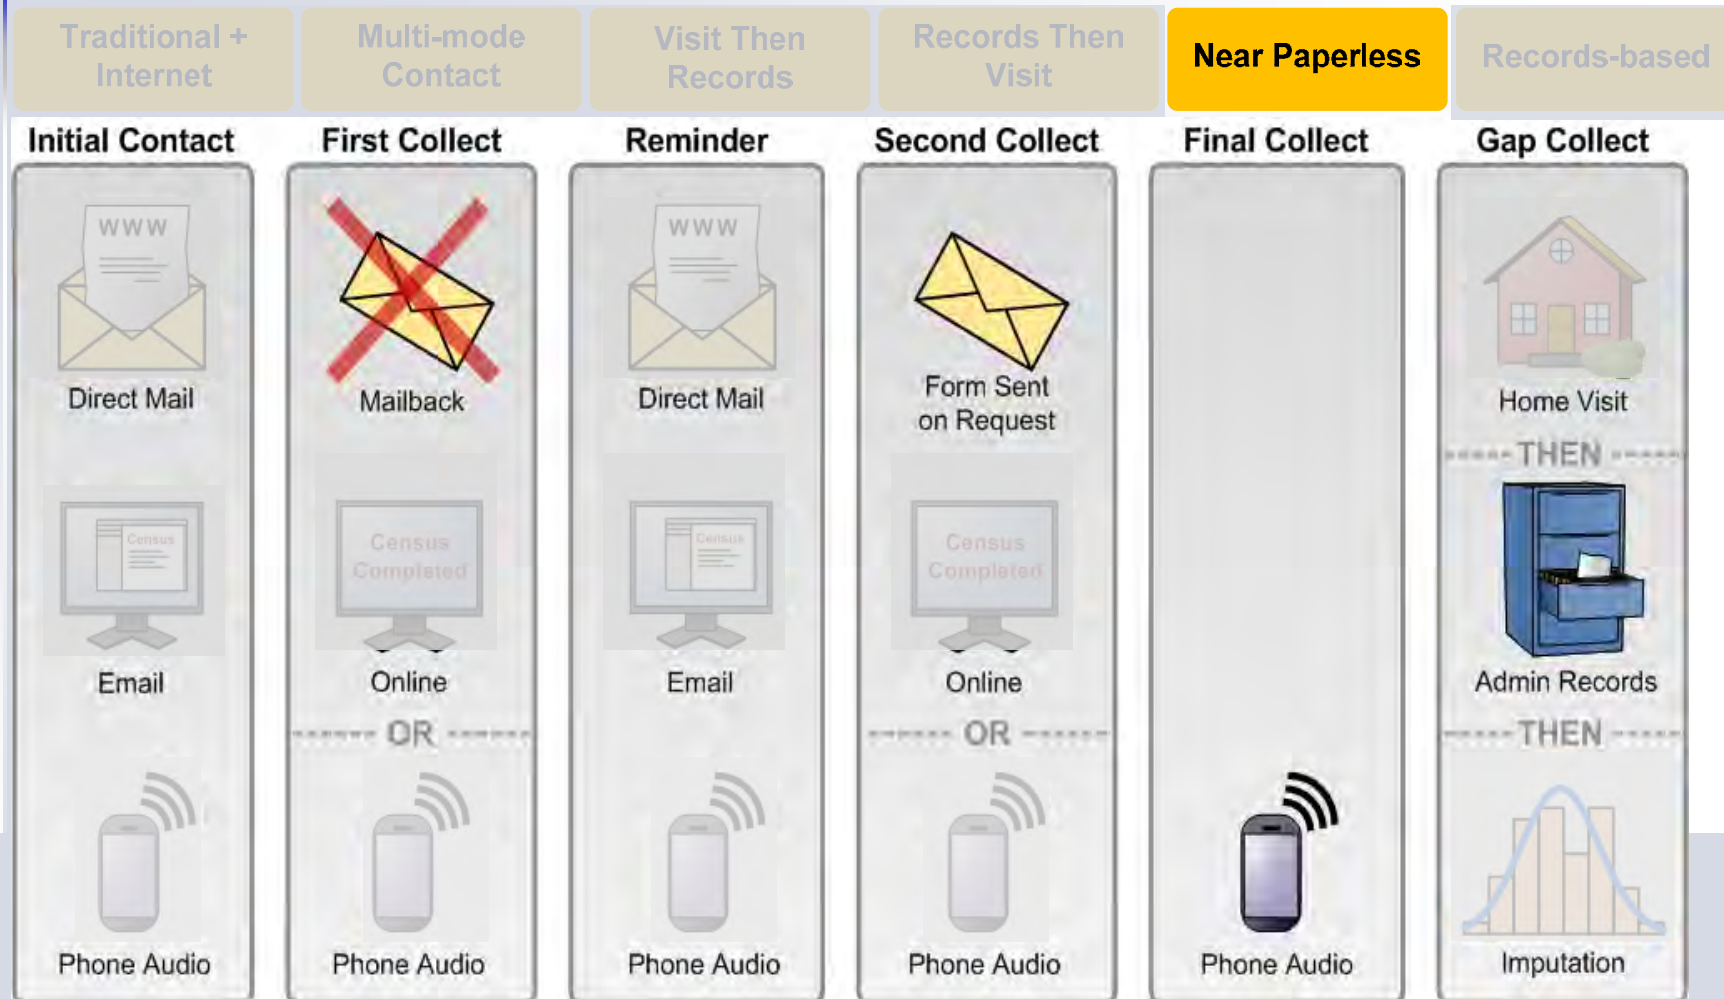 Traditional +
Internet
Multi-mode
Contact
Visit Then
Records
Records Then
Visit
Near Paperless
Records-based
Initial Contact
WWW
Direct Mail
Census
Email
Phone Audio
First Collect
Mailback
Census
Completed
Online
OR
Phone Audio
Reminder
WWW
Direct Mail
Census
Email
Phone Audio
Second Collect
Form Sent
on Request
Census
Completed
Online
OR
Phone Audio
Final Collect
Phone Audio
Gap Collect
Home Visit
THEN
Admin Records
THEN
Imputation